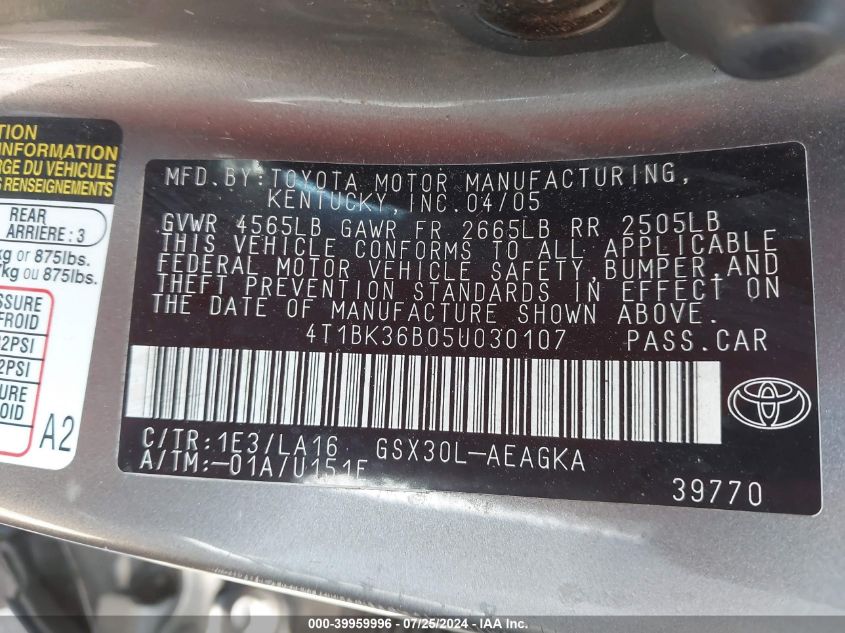 TION
INFORMATION
RGE DU VÉHICULE
RENSEIGNEMENTS
REAR
ARRIÈRE : 3
kg or 875lbs.
kg ou 875lbs.
SSURE
FROID
2PSI
2PSI
SURE
OID
A2
MFD. BY: TOYOTA MOTOR MANUFACTURING,
KENTUCKY, INC. 04/05
GVWR 4565LB GAWR FR 2665LB RR 2505LB
THIS VEHICLE CONFORMS TO ALL APPLICABLE
FEDERAL MOTOR VEHICLE SAFETY, BUMPER, AND
THEFT PREVENTION STANDARDS IN EFFECT ON
THE DATE OF MANUFACTURE SHOWN ABOVE.
4T1BK36B05U030107 PASS.CAR
C/TR: 1E3/LA16 GSX30L-AEAGKA
A/TM: -01A/U151E
39770
000-39959996 / 07/25/2024 / IAA Inc.